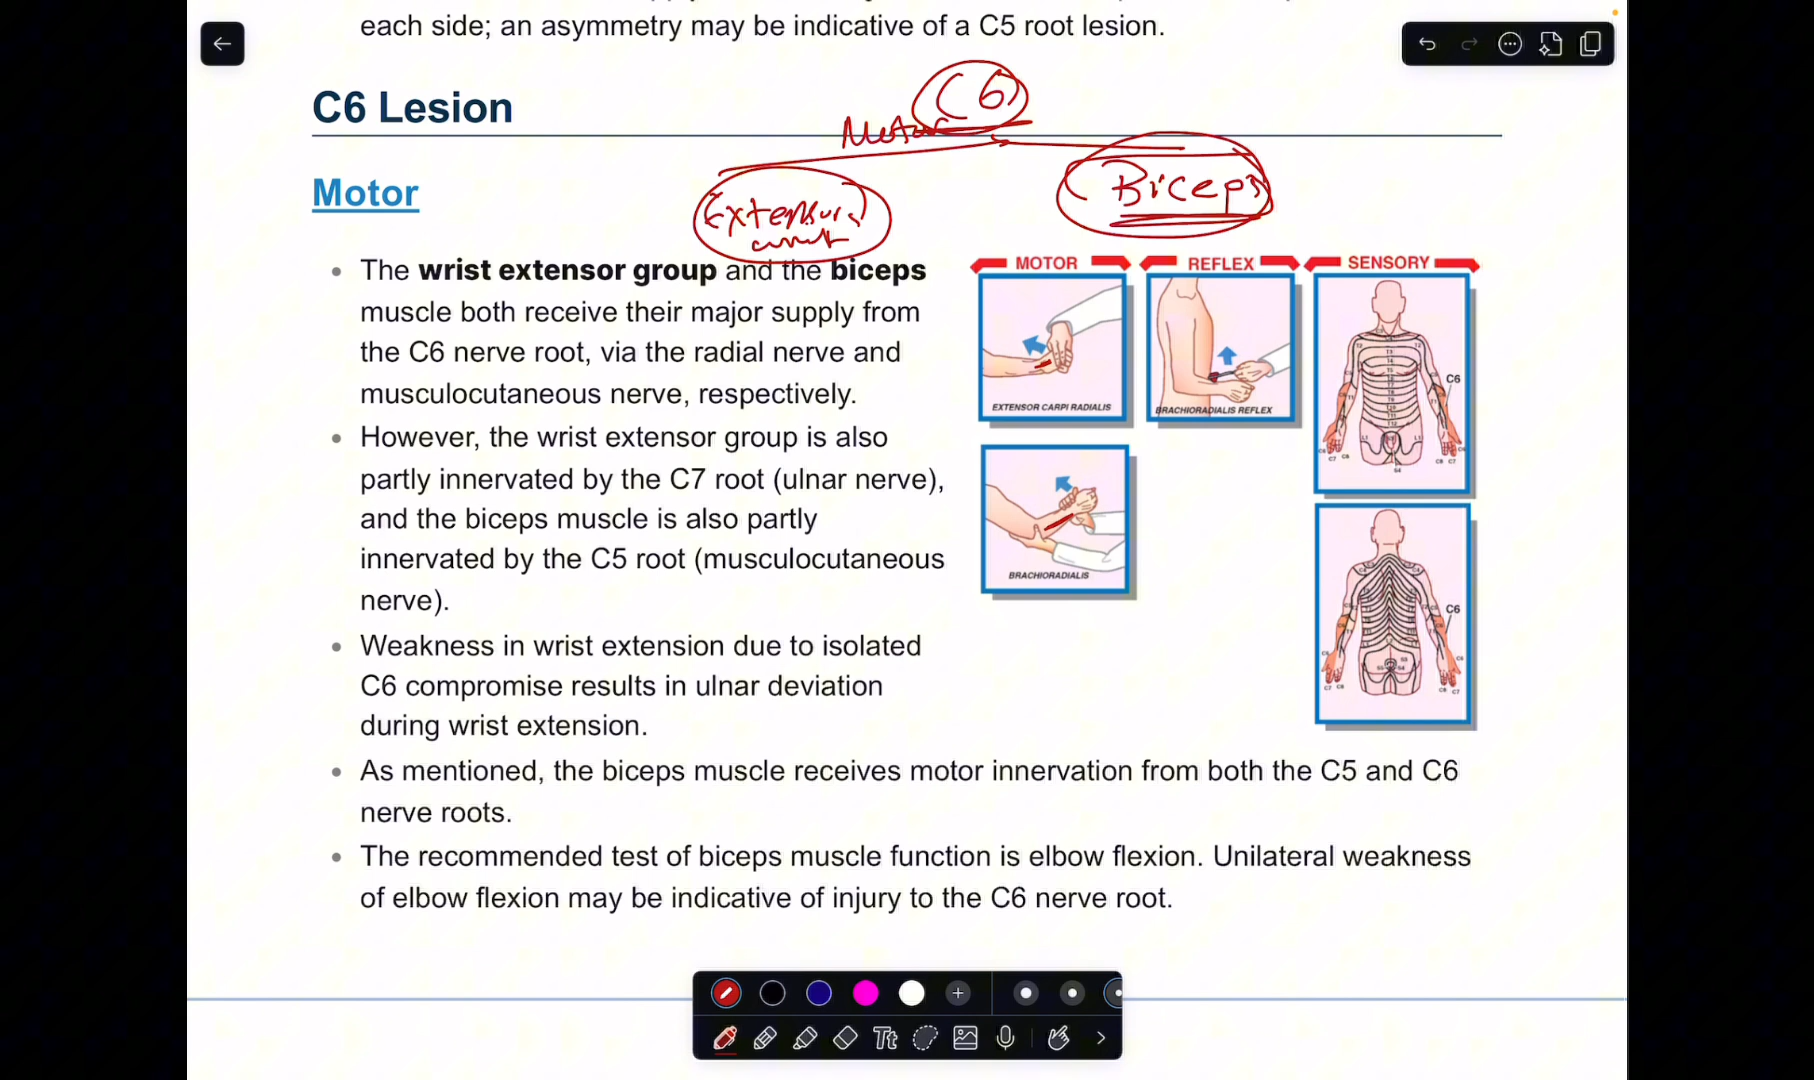 each side; an asymmetry may be indicative of a C5 root lesion.
C6 Lesion
C6
Motor
Biceps
Motor
The wrist extensor group and the biceps
muscle both receive their major supply from
the C6 nerve root, via the radial nerve and
musculocutaneous nerve, respectively.
However, the wrist extensor group is also
partly innervated by the C7 root (ulnar nerve),
and the biceps muscle is also partly
innervated by the C5 root (musculocutaneous
nerve).
Weakness in wrist extension due to isolated
C6 compromise results in ulnar deviation
during wrist extension.
As mentioned, the biceps muscle receives motor innervation from both the C5 and C6
nerve roots.
The recommended test of biceps muscle function is elbow flexion. Unilateral weakness
of elbow flexion may be indicative of injury to the C6 nerve root.
MOTOR
REFLEX
SENSORY
EXTENSOR CARPI RADIALIS
BRACHIORADIALIS REFLEX
C6
BRACHIORADIALIS
C6
Tt